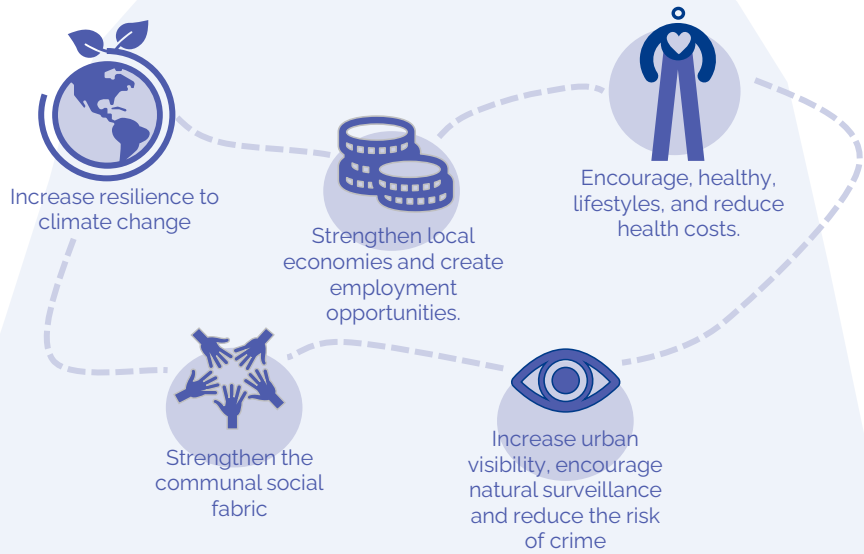 Increase resilience to
climate change
Strengthen local
economies and create
employment
opportunities.
Encourage, healthy,
lifestyles, and reduce
health costs.
Strengthen the
communal social
fabric
Increase urban
visibility, encourage
natural surveillance
and reduce the risk
of crime